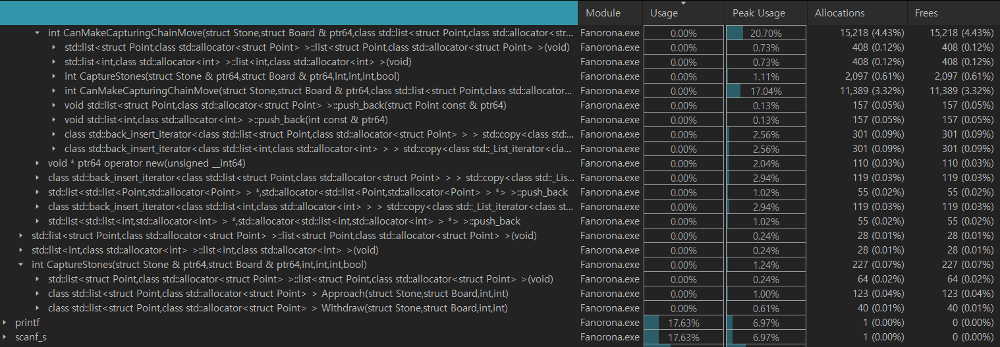 Module Usage Peak Usage Allocations Frees
int CanMakeCapturingChainMove(struct Stone,struct Board & ptr64,class std::list<struct Point,class std::allocator<str... Fanorona.exe 0.00% 20.70% 15,218 (4.43%) 15,218 (4.43%)
std::list<struct Point,class std::allocator<struct Point> >::list<struct Point,class std::allocator<struct Point> >(void) Fanorona.exe 0.00% 0.73% 408 (0.12%) 408 (0.12%)
std::list<int,class std::allocator<int> >::list<int,class std::allocator<int> >(void) Fanorona.exe 0.00% 0.73% 408 (0.12%) 408 (0.12%)
int CaptureStones(struct Stone & ptr64,struct Board & ptr64,int,int,int,bool) Fanorona.exe 0.00% 1.11% 2,097 (0.61%) 2,097 (0.61%)
int CanMakeCapturingChainMove(struct Stone,struct Board & ptr64,class std::list<struct Point,class std::allocator... Fanorona.exe 0.00% 17.04% 11,389 (3.32%) 11,389 (3.32%)
void std::list<struct Point,class std::allocator<struct Point> >::push_back(struct Point const & ptr64) Fanorona.exe 0.00% 0.13% 157 (0.05%) 157 (0.05%)
void std::list<int,class std::allocator<int> >::push_back(int const & ptr64) Fanorona.exe 0.00% 0.13% 157 (0.05%) 157 (0.05%)
class std::back_insert_iterator<class std::list<struct Point,class std::allocator<struct Point> > > std::copy<class std:... Fanorona.exe 0.00% 2.56% 301 (0.09%) 301 (0.09%)
class std::back_insert_iterator<class std::list<int,class std::allocator<int> > > std::copy<class std::_List_iterator<cla... Fanorona.exe 0.00% 2.56% 301 (0.09%) 301 (0.09%)
void * ptr64 operator new(unsigned __int64) Fanorona.exe 0.00% 2.04% 110 (0.03%) 110 (0.03%)
class std::back_insert_iterator<class std::list<struct Point,class std::allocator<struct Point> > > std::copy<class std::_Lis... Fanorona.exe 0.00% 2.94% 119 (0.03%) 119 (0.03%)
std::list<std::list<Point,std::allocator<Point> > *,std::allocator<std::list<Point,std::allocator<Point> > *> >::push_back Fanorona.exe 0.00% 1.02% 55 (0.02%) 55 (0.02%)
class std::back_insert_iterator<class std::list<int,class std::allocator<int> > > std::copy<class std::_List_iterator<class st... Fanorona.exe 0.00% 2.94% 119 (0.03%) 119 (0.03%)
std::list<std::list<int,std::allocator<int> > *,std::allocator<std::list<int,std::allocator<int> > *> >::push_back Fanorona.exe 0.00% 1.02% 55 (0.02%) 55 (0.02%)
std::list<struct Point,class std::allocator<struct Point> >::list<struct Point,class std::allocator<struct Point> >(void) Fanorona.exe 0.00% 0.24% 28 (0.01%) 28 (0.01%)
std::list<int,class std::allocator<int> >::list<int,class std::allocator<int> >(void) Fanorona.exe 0.00% 0.24% 28 (0.01%) 28 (0.01%)
int CaptureStones(struct Stone & ptr64,struct Board & ptr64,int,int,int,bool) Fanorona.exe 0.00% 1.24% 227 (0.07%) 227 (0.07%)
std::list<struct Point,class std::allocator<struct Point> >::list<struct Point,class std::allocator<struct Point> >(void) Fanorona.exe 0.00% 0.24% 64 (0.02%) 64 (0.02%)
class std::list<struct Point,class std::allocator<struct Point> > Approach(struct Stone,struct Board,int,int) Fanorona.exe 0.00% 1.00% 123 (0.04%) 123 (0.04%)
class std::list<struct Point,class std::allocator<struct Point> > Withdraw(struct Stone,struct Board,int,int) Fanorona.exe 0.00% 0.61% 40 (0.01%) 40 (0.01%)
printf Fanorona.exe 17.63% 6.97% 1 (0.00%) 0 (0.00%)
scanf_s Fanorona.exe 17.63% 6.97% 1 (0.00%) 0 (0.00%)